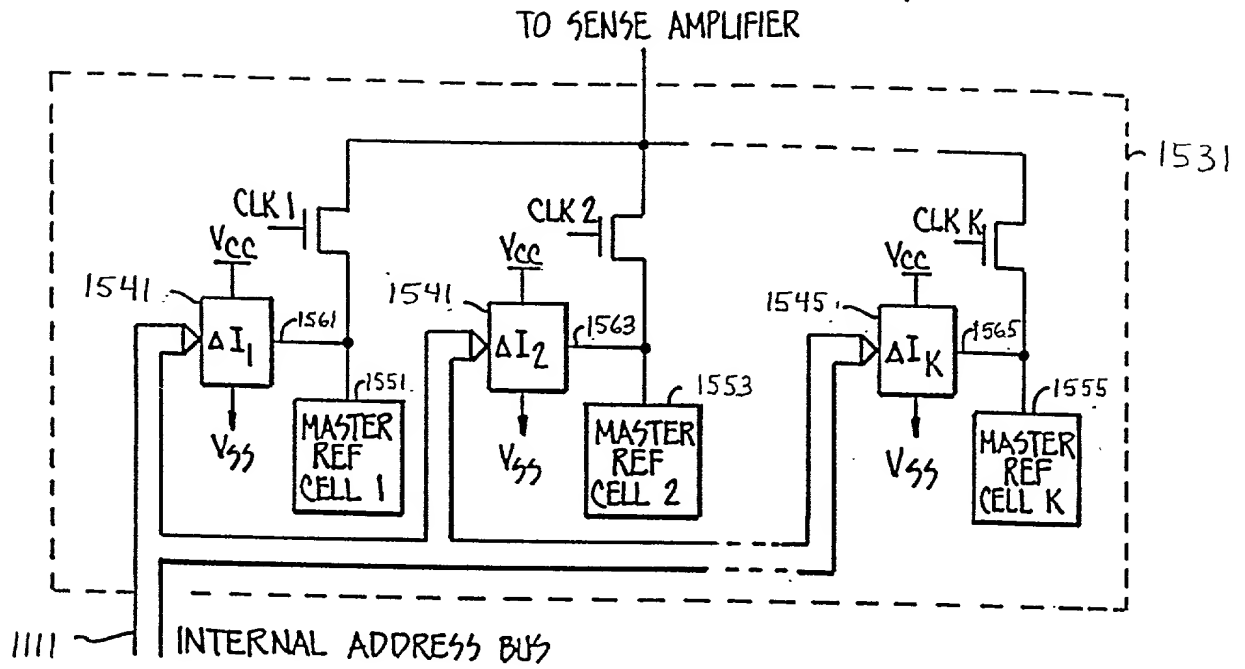 TO SENSE AMPLIFIER
1531
CLK 1
CLK 2
CLK K
VCC
VCC
VCC
1541
1541
1545
ΔI1
1561
ΔI2
1563
ΔIK
1565
VSS
VSS
VSS
1551
MASTER
REF
CELL 1
1553
MASTER
REF
CELL 2
1555
MASTER
REF
CELL K
1111
INTERNAL ADDRESS BUS